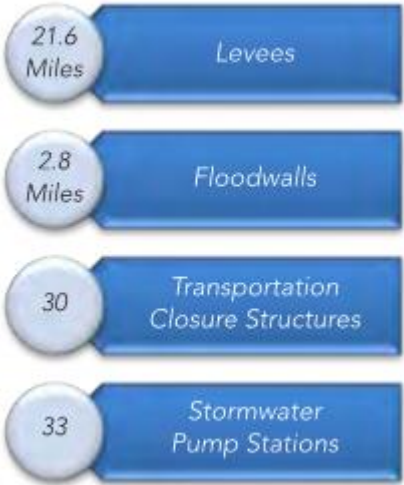 21.6
Miles
Levees
2.8
Miles
Floodwalls
30
Transportation
Closure Structures
33
Stormwater
Pump Stations